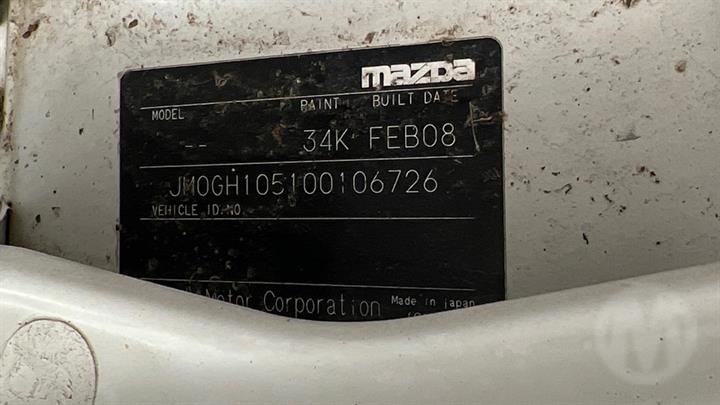 mazda
MODEL PAINT BUILT DATE
-- 34K FEB08
JM0GH105100106726
VEHICLE ID.NO
Motor Corporation Made in japan